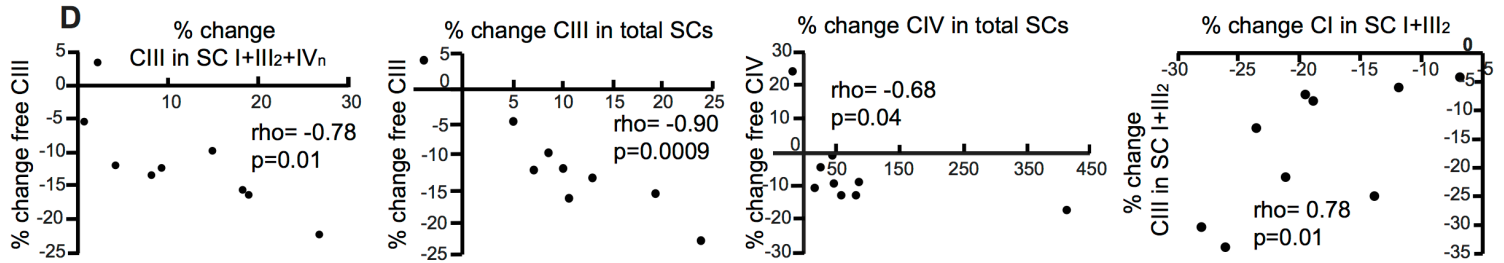 D
% change
CIII in SC I+III₂+IVₙ
% change free CIII
5
0
-5
-10
-15
-20
-25
10
20
30
rho= -0.78
p=0.01
% change CIII in total SCs
% change free CIII
5
0
-5
-10
-15
-20
-25
5
10
15
20
25
rho= -0.90
p=0.0009
% change CIV in total SCs
% change free CIV
30
20
10
0
-10
-20
-30
50
150
250
350
450
rho= -0.68
p=0.04
% change CI in SC I+III₂
% change
CIII in SC I+III₂
-30
-25
-20
-15
-10
-5
0
-5
-10
-15
-20
-25
-30
-35
rho= 0.78
p=0.01